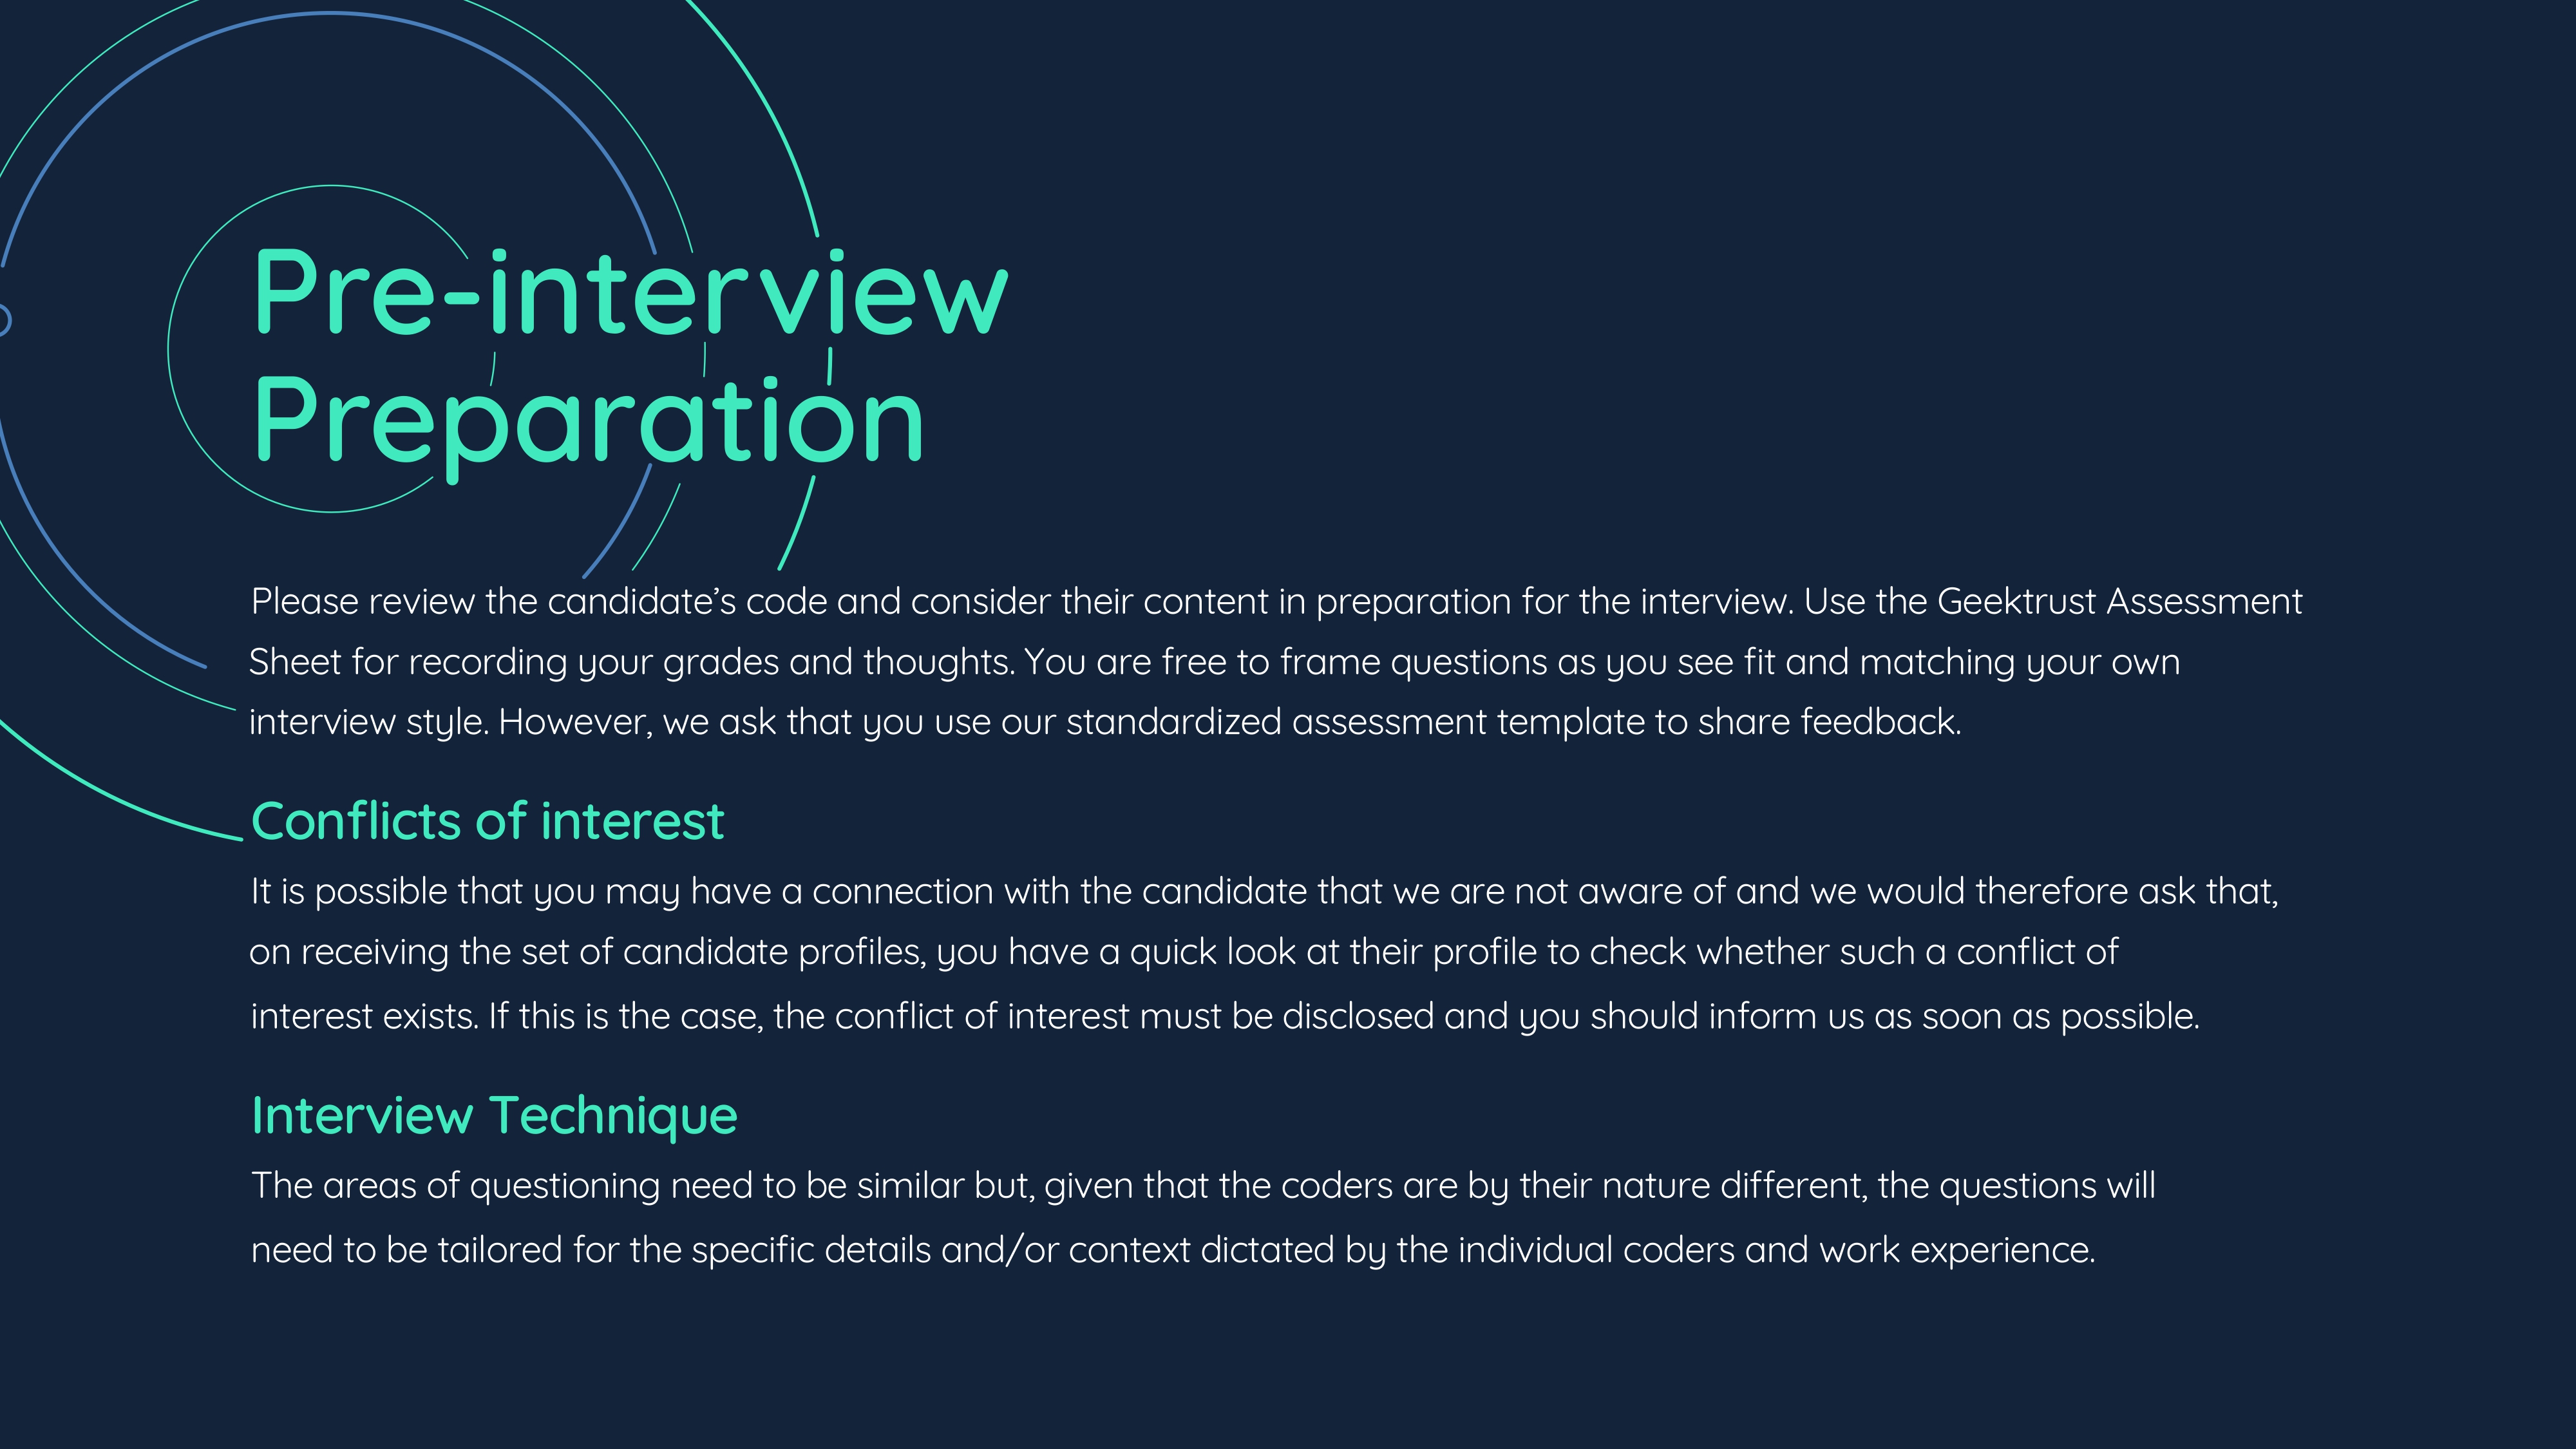 Pre-interview
Preparation
Please review the candidate’s code and consider their content in preparation for the interview. Use the Geektrust Assessment
Sheet for recording your grades and thoughts. You are free to frame questions as you see fit and matching your own
interview style. However, we ask that you use our standardized assessment template to share feedback.
Conflicts of interest
It is possible that you may have a connection with the candidate that we are not aware of and we would therefore ask that,
on receiving the set of candidate profiles, you have a quick look at their profile to check whether such a conflict of
interest exists. If this is the case, the conflict of interest must be disclosed and you should inform us as soon as possible.
Interview Technique
The areas of questioning need to be similar but, given that the coders are by their nature different, the questions will
need to be tailored for the specific details and/or context dictated by the individual coders and work experience.